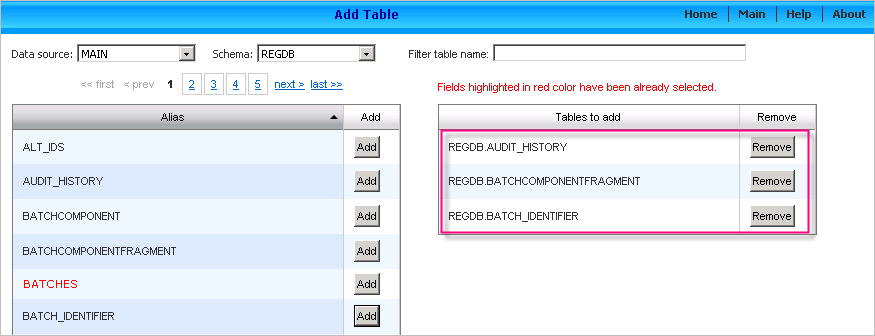 Add Table
Home | Main | Help | About
Data source: MAIN Schema: REGDB Filter table name:
<< first < prev 1 2 3 4 5 next > last >>
Fields highlighted in red color have been already selected.
Alias Add
ALT_IDS Add
AUDIT_HISTORY Add
BATCHCOMPONENT Add
BATCHCOMPONENTFRAGMENT Add
BATCHES Add
BATCH_IDENTIFIER Add
Tables to add Remove
REGDB.AUDIT_HISTORY Remove
REGDB.BATCHCOMPONENTFRAGMENT Remove
REGDB.BATCH_IDENTIFIER Remove